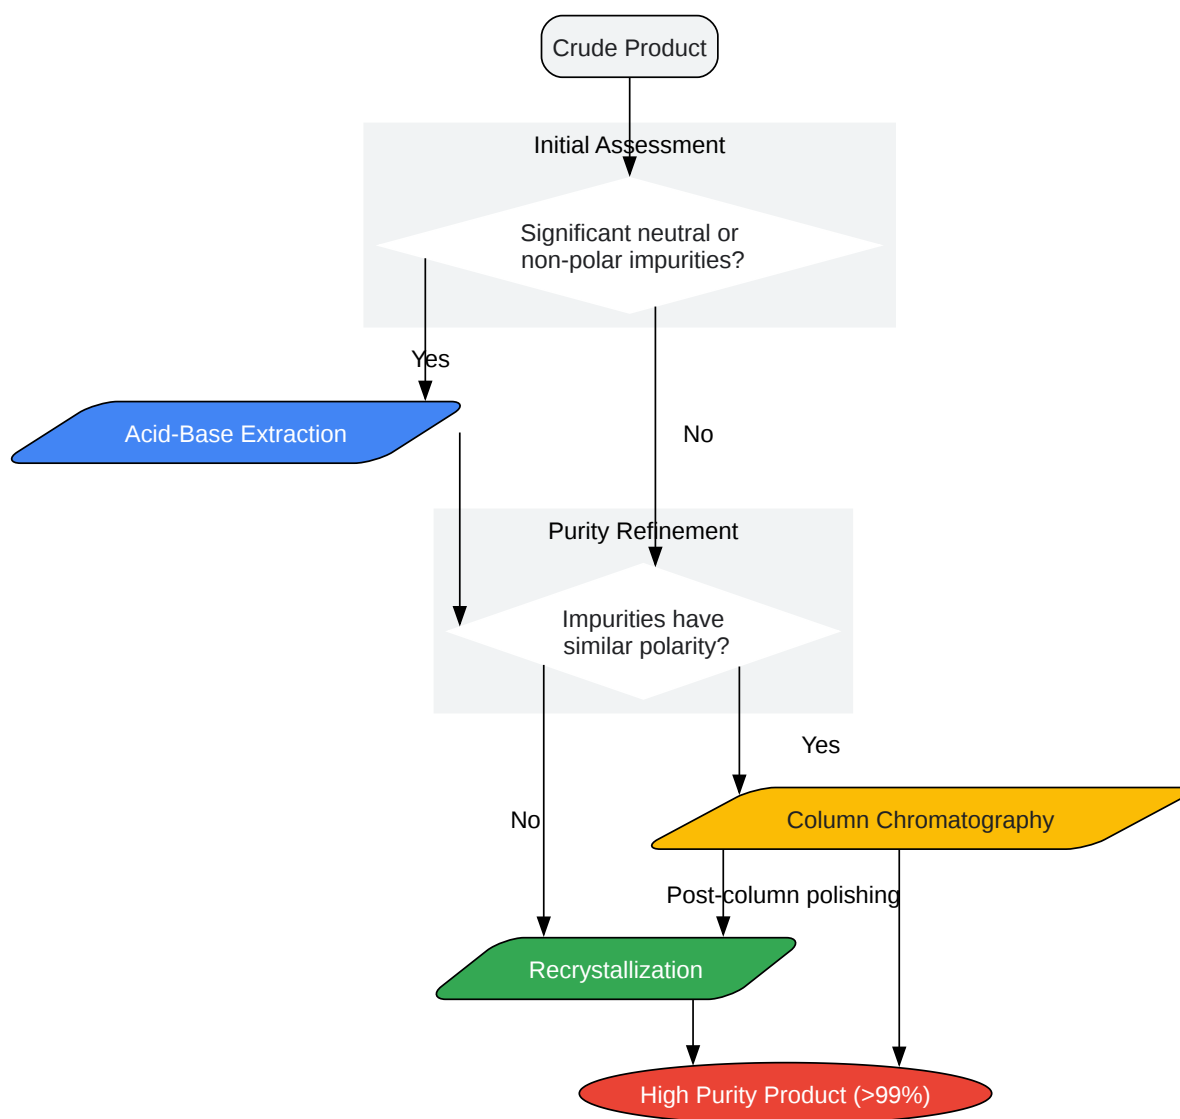 Crude Product
Initial Assessment
Significant neutral or
non-polar impurities?
Yes
Acid-Base Extraction
No
Purity Refinement
Impurities have
similar polarity?
Yes
No
Column Chromatography
Post-column polishing
Recrystallization
High Purity Product (>99%)